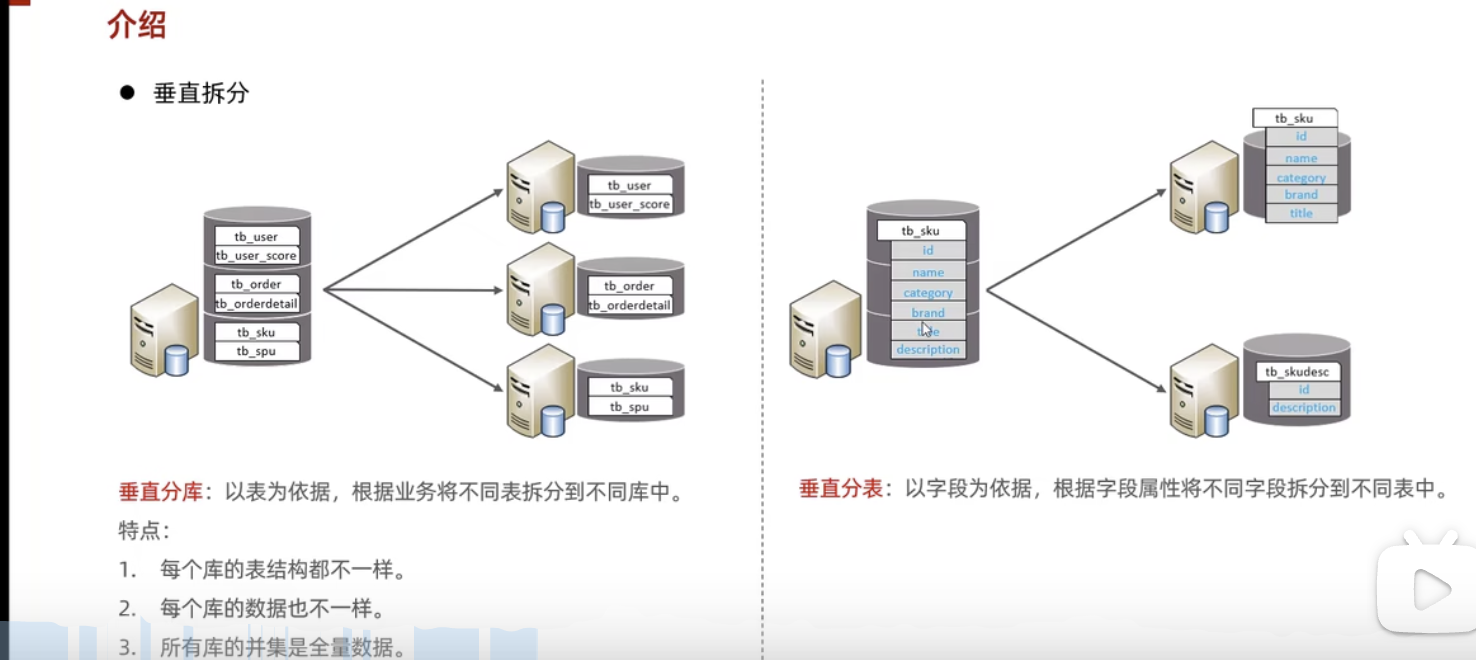 介绍
● 垂直拆分
tb_user
tb_user_score
tb_order
tb_orderdetail
tb_sku
tb_spu
tb_user
tb_user_score
tb_order
tb_orderdetail
tb_sku
tb_spu
垂直分库：以表为依据，根据业务将不同表拆分到不同库中。
特点：
1. 每个库的表结构都不一样。
2. 每个库的数据也不一样。
3. 所有库的并集是全量数据。
tb_sku
id
name
category
brand
title
description
tb_sku
id
name
category
brand
title
tb_skudesc
id
description
垂直分表：以字段为依据，根据字段属性将不同字段拆分到不同表中。